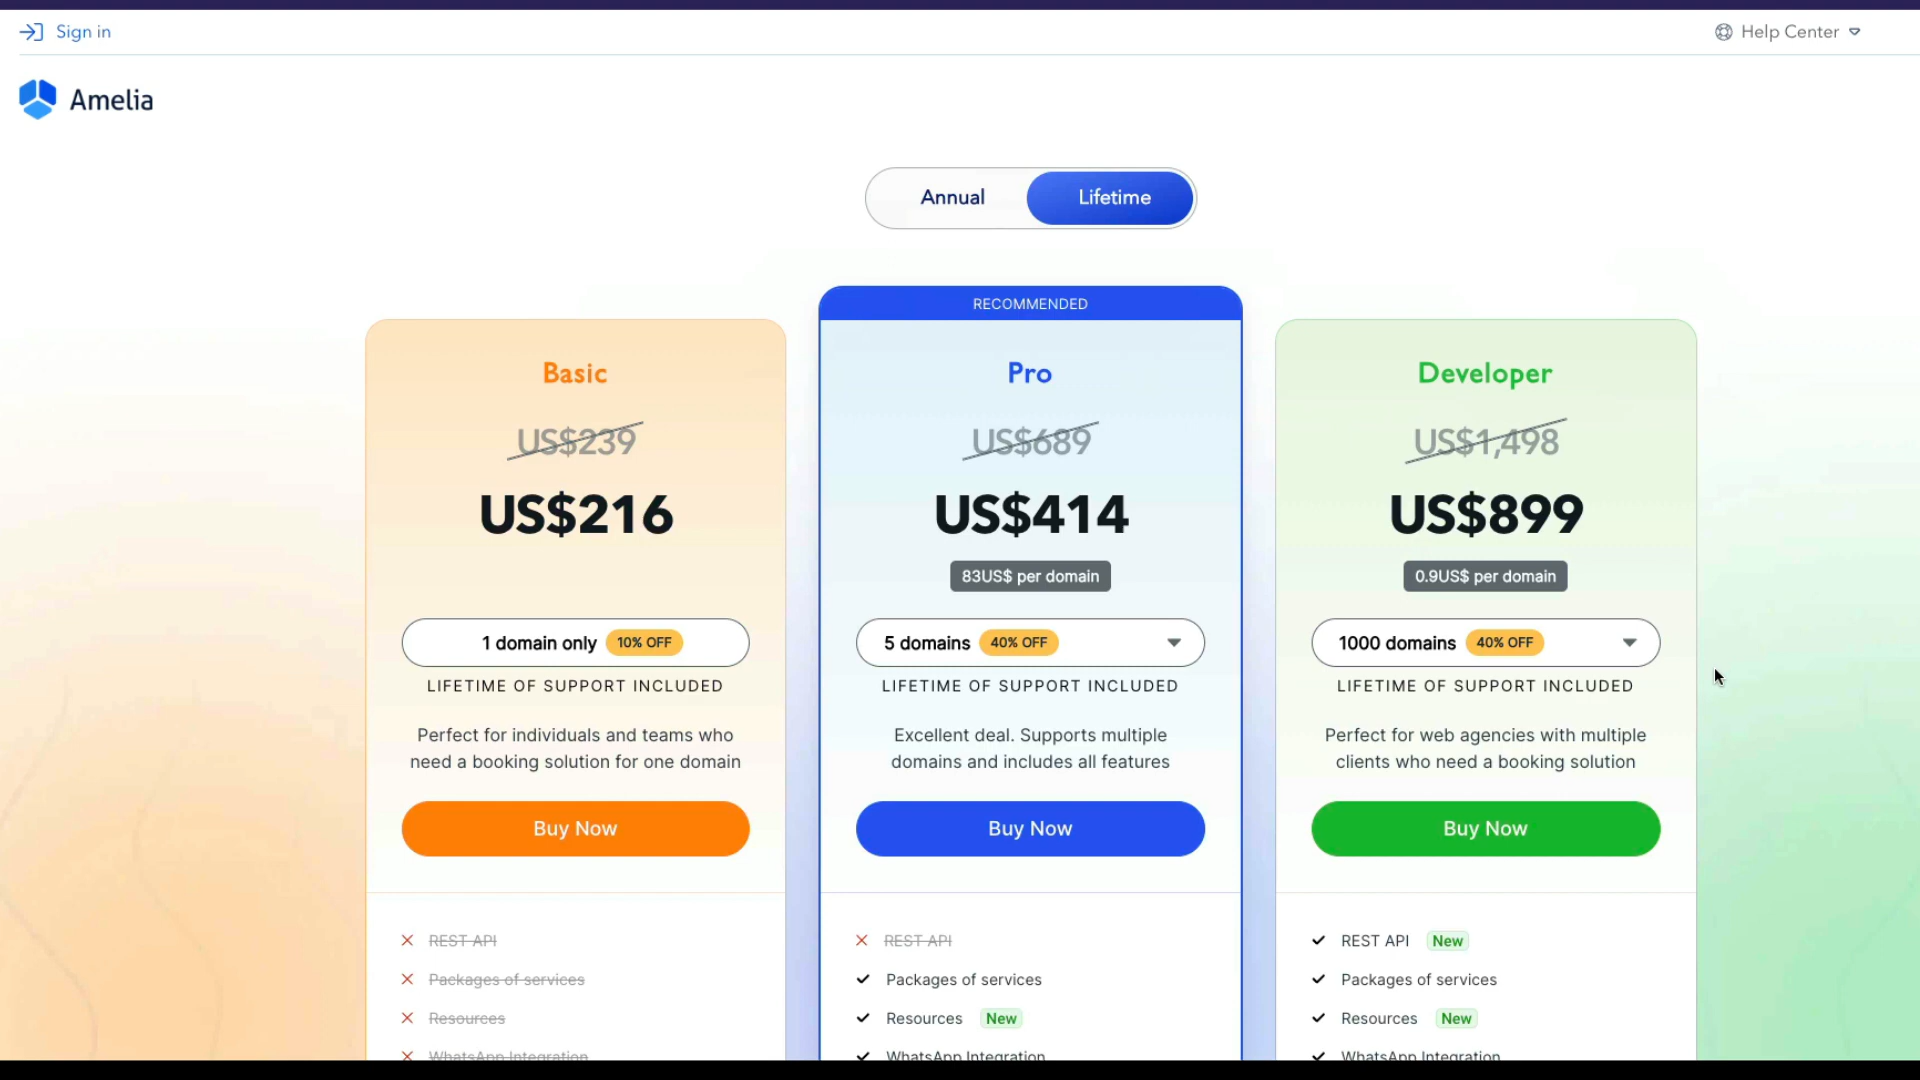 Sign in
Help Center
Amelia
Annual
Lifetime
RECOMMENDED
Basic
US$239
US$216
1 domain only 10% OFF
LIFETIME OF SUPPORT INCLUDED
Perfect for individuals and teams who
need a booking solution for one domain
Buy Now
REST API
Packages of services
Resources
WhatsApp Integration
Pro
US$689
US$414
83US$ per domain
5 domains 40% OFF
LIFETIME OF SUPPORT INCLUDED
Excellent deal. Supports multiple
domains and includes all features
Buy Now
REST API
Packages of services
Resources New
WhatsApp Integration
Developer
US$1,498
US$899
0.9US$ per domain
1000 domains 40% OFF
LIFETIME OF SUPPORT INCLUDED
Perfect for web agencies with multiple
clients who need a booking solution
Buy Now
REST API New
Packages of services
Resources New
WhatsApp Integration